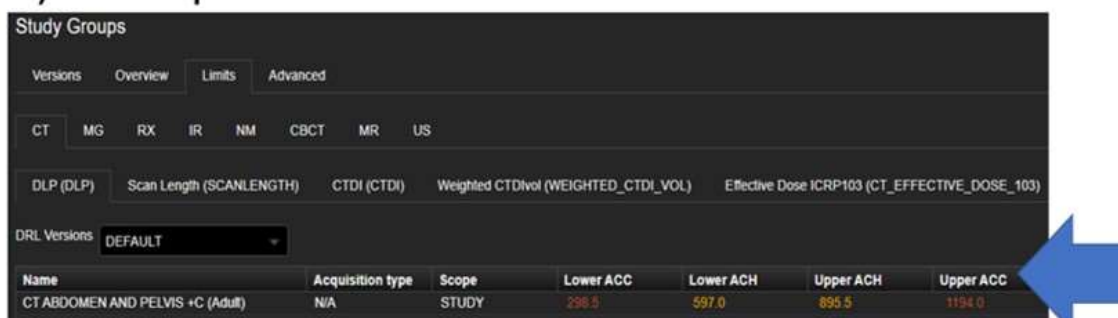 Study Groups
Versions Overview Limits Advanced
CT MG RX IR NM CBCT MR US
DLP (DLP) Scan Length (SCANLENGTH) CTDI (CTDI) Weighted CTDIvol (WEIGHTED_CTDI_VOL) Effective Dose ICRP103 (CT_EFFECTIVE_DOSE_103)
DRL Versions DEFAULT
Name Acquisition type Scope Lower ACC Lower ACH Upper ACH Upper ACC
CT ABDOMEN AND PELVIS +C (Adult) N/A STUDY 298.5 597.0 895.5 1194.0